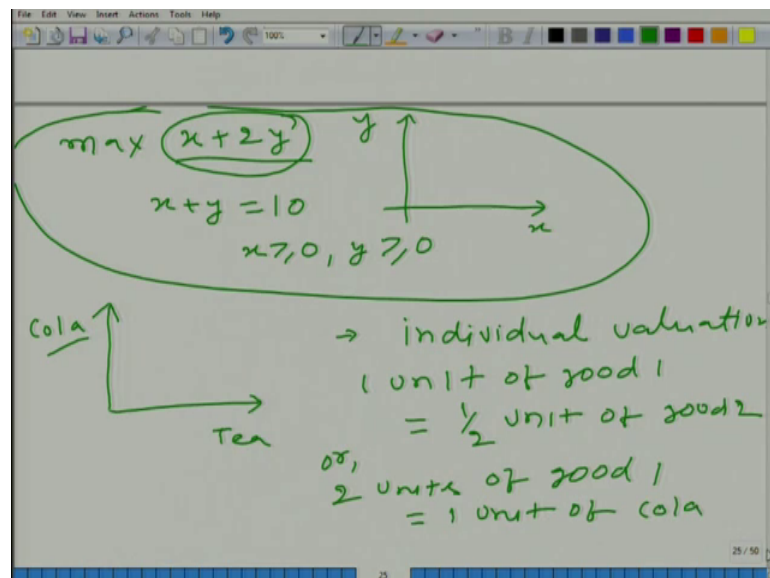 File Edit View Insert Actions Tools Help
100%
max x + 2y
y
x + y = 10
x
x ≥ 0, y ≥ 0
Cola
Tea
→ individual valuation
1 unit of good 1
= 1/2 unit of good 2
or,
2 units of good 1
= 1 unit of cola
25 / 50
25